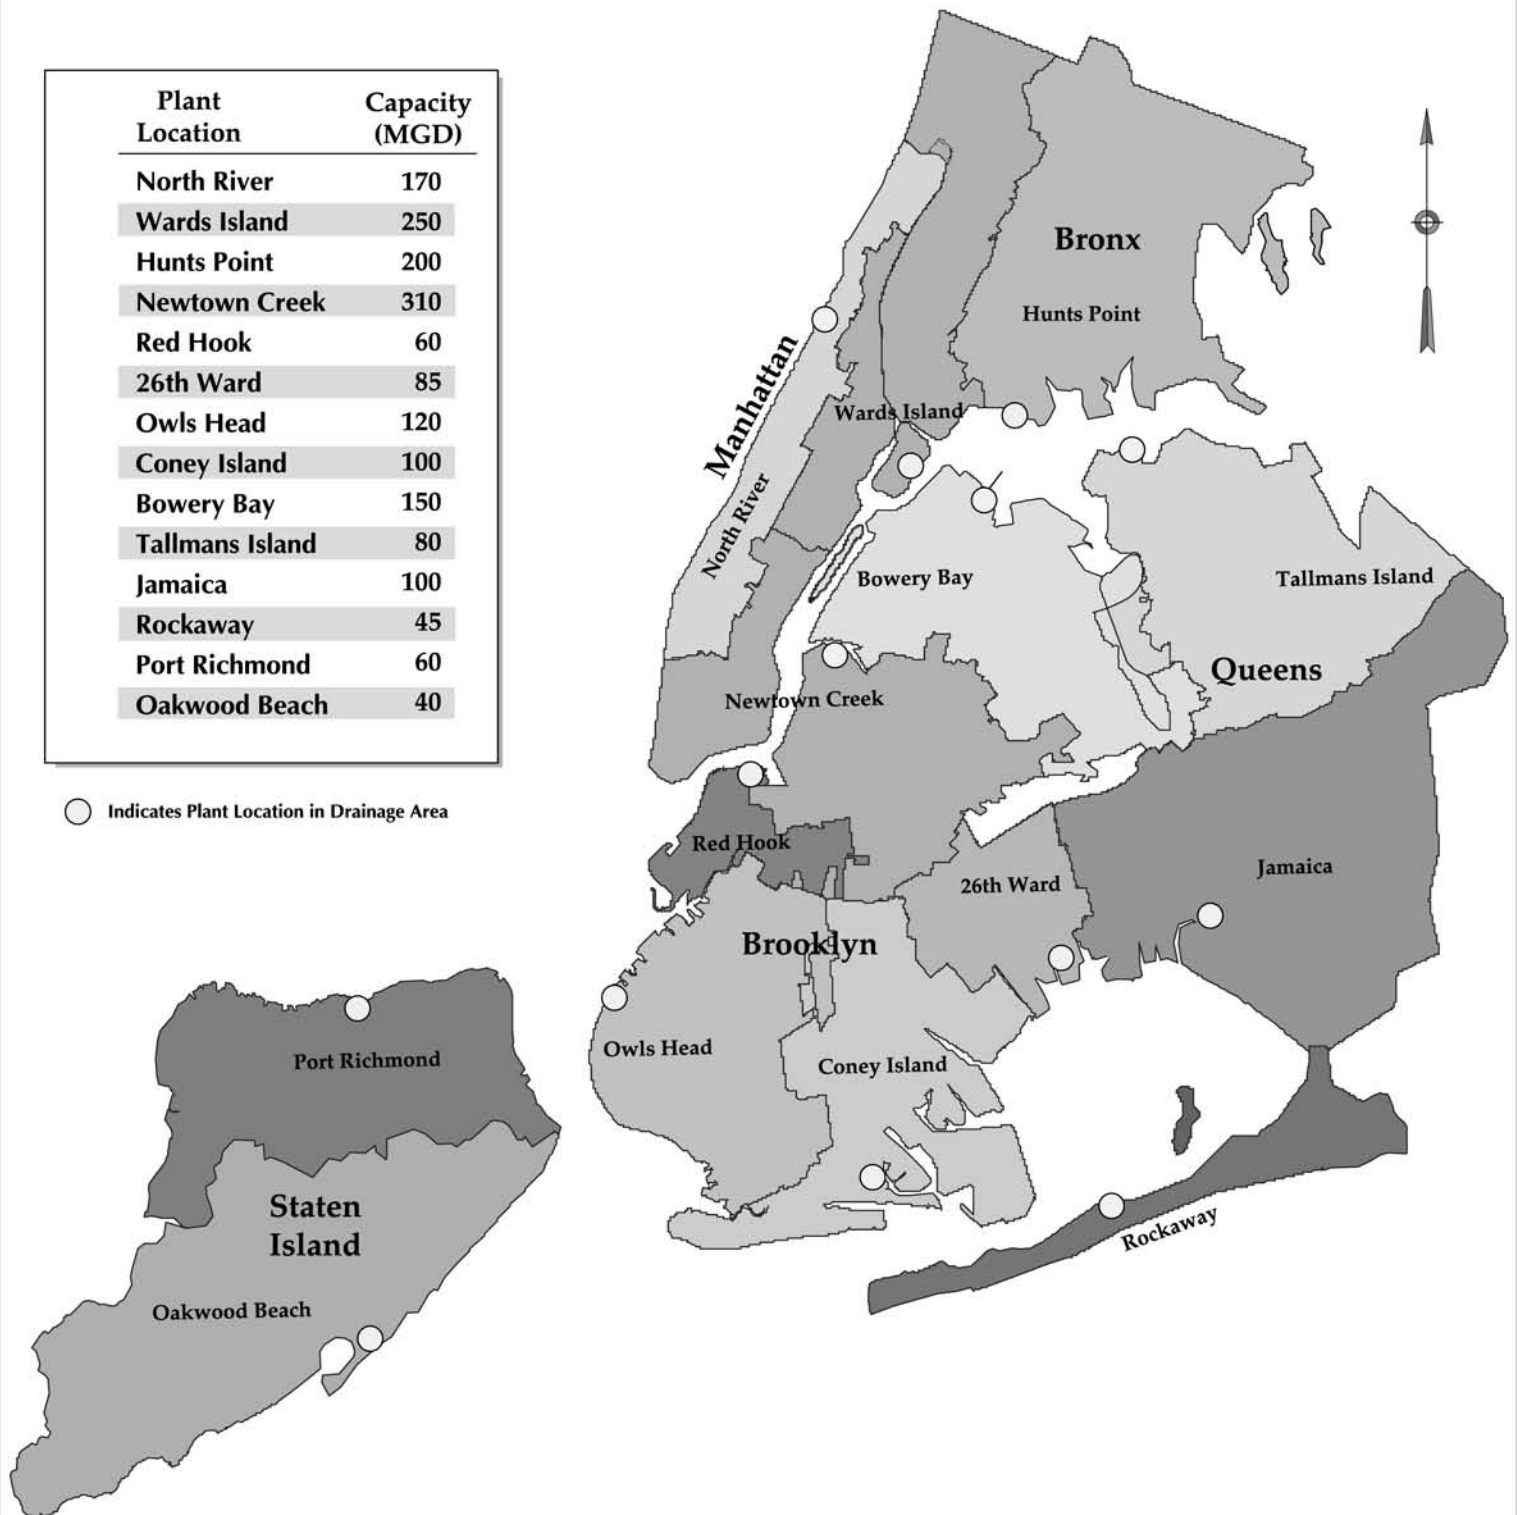 Plant Location Capacity (MGD)
North River 170
Wards Island 250
Hunts Point 200
Newtown Creek 310
Red Hook 60
26th Ward 85
Owls Head 120
Coney Island 100
Bowery Bay 150
Tallmans Island 80
Jamaica 100
Rockaway 45
Port Richmond 60
Oakwood Beach 40
Indicates Plant Location in Drainage Area
Bronx
Hunts Point
Manhattan
Wards Island
North River
Bowery Bay
Tallmans Island
Queens
Newtown Creek
Red Hook
26th Ward
Jamaica
Brooklyn
Owls Head
Coney Island
Port Richmond
Staten
Island
Rockaway
Oakwood Beach